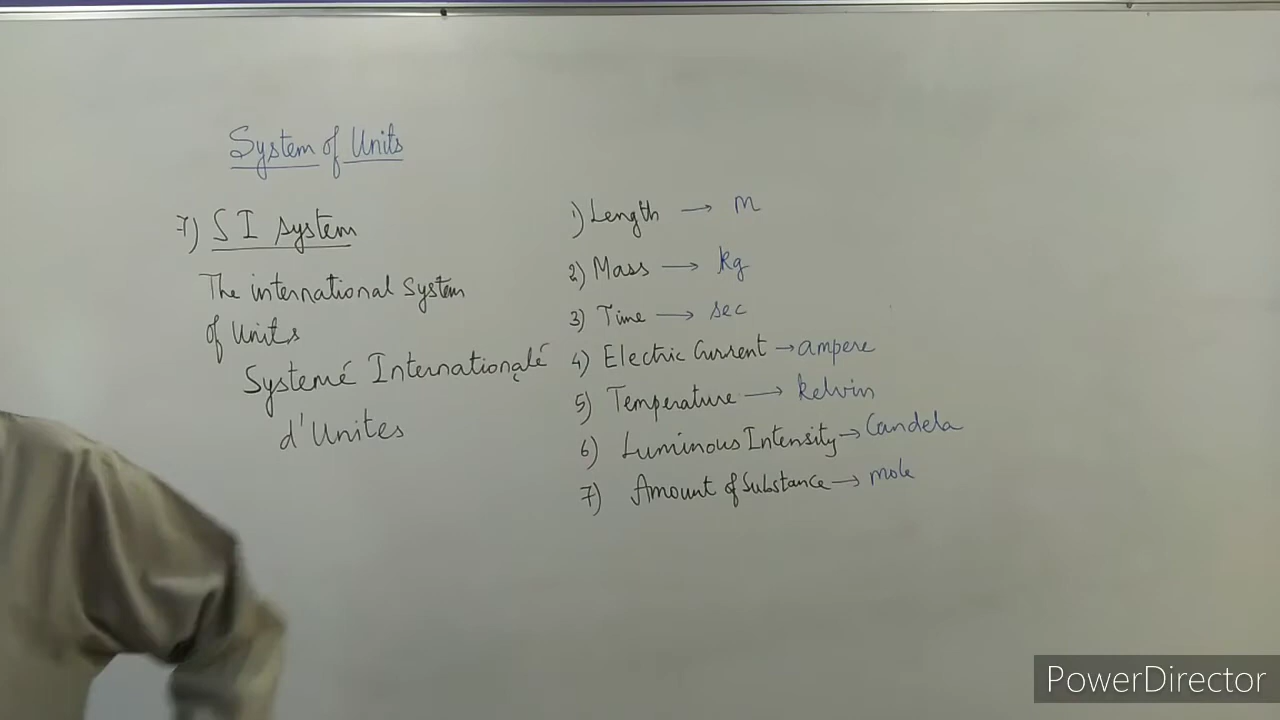 System of Units
7) S I system
The international system
of Units
Systemé Internationalé
d'Unites
1) Length → m
2) Mass → kg
3) Time → sec
4) Electric Current → ampere
5) Temperature → kelvin
6) Luminous Intensity → Candela
7) Amount of Substance → mole
PowerDirector